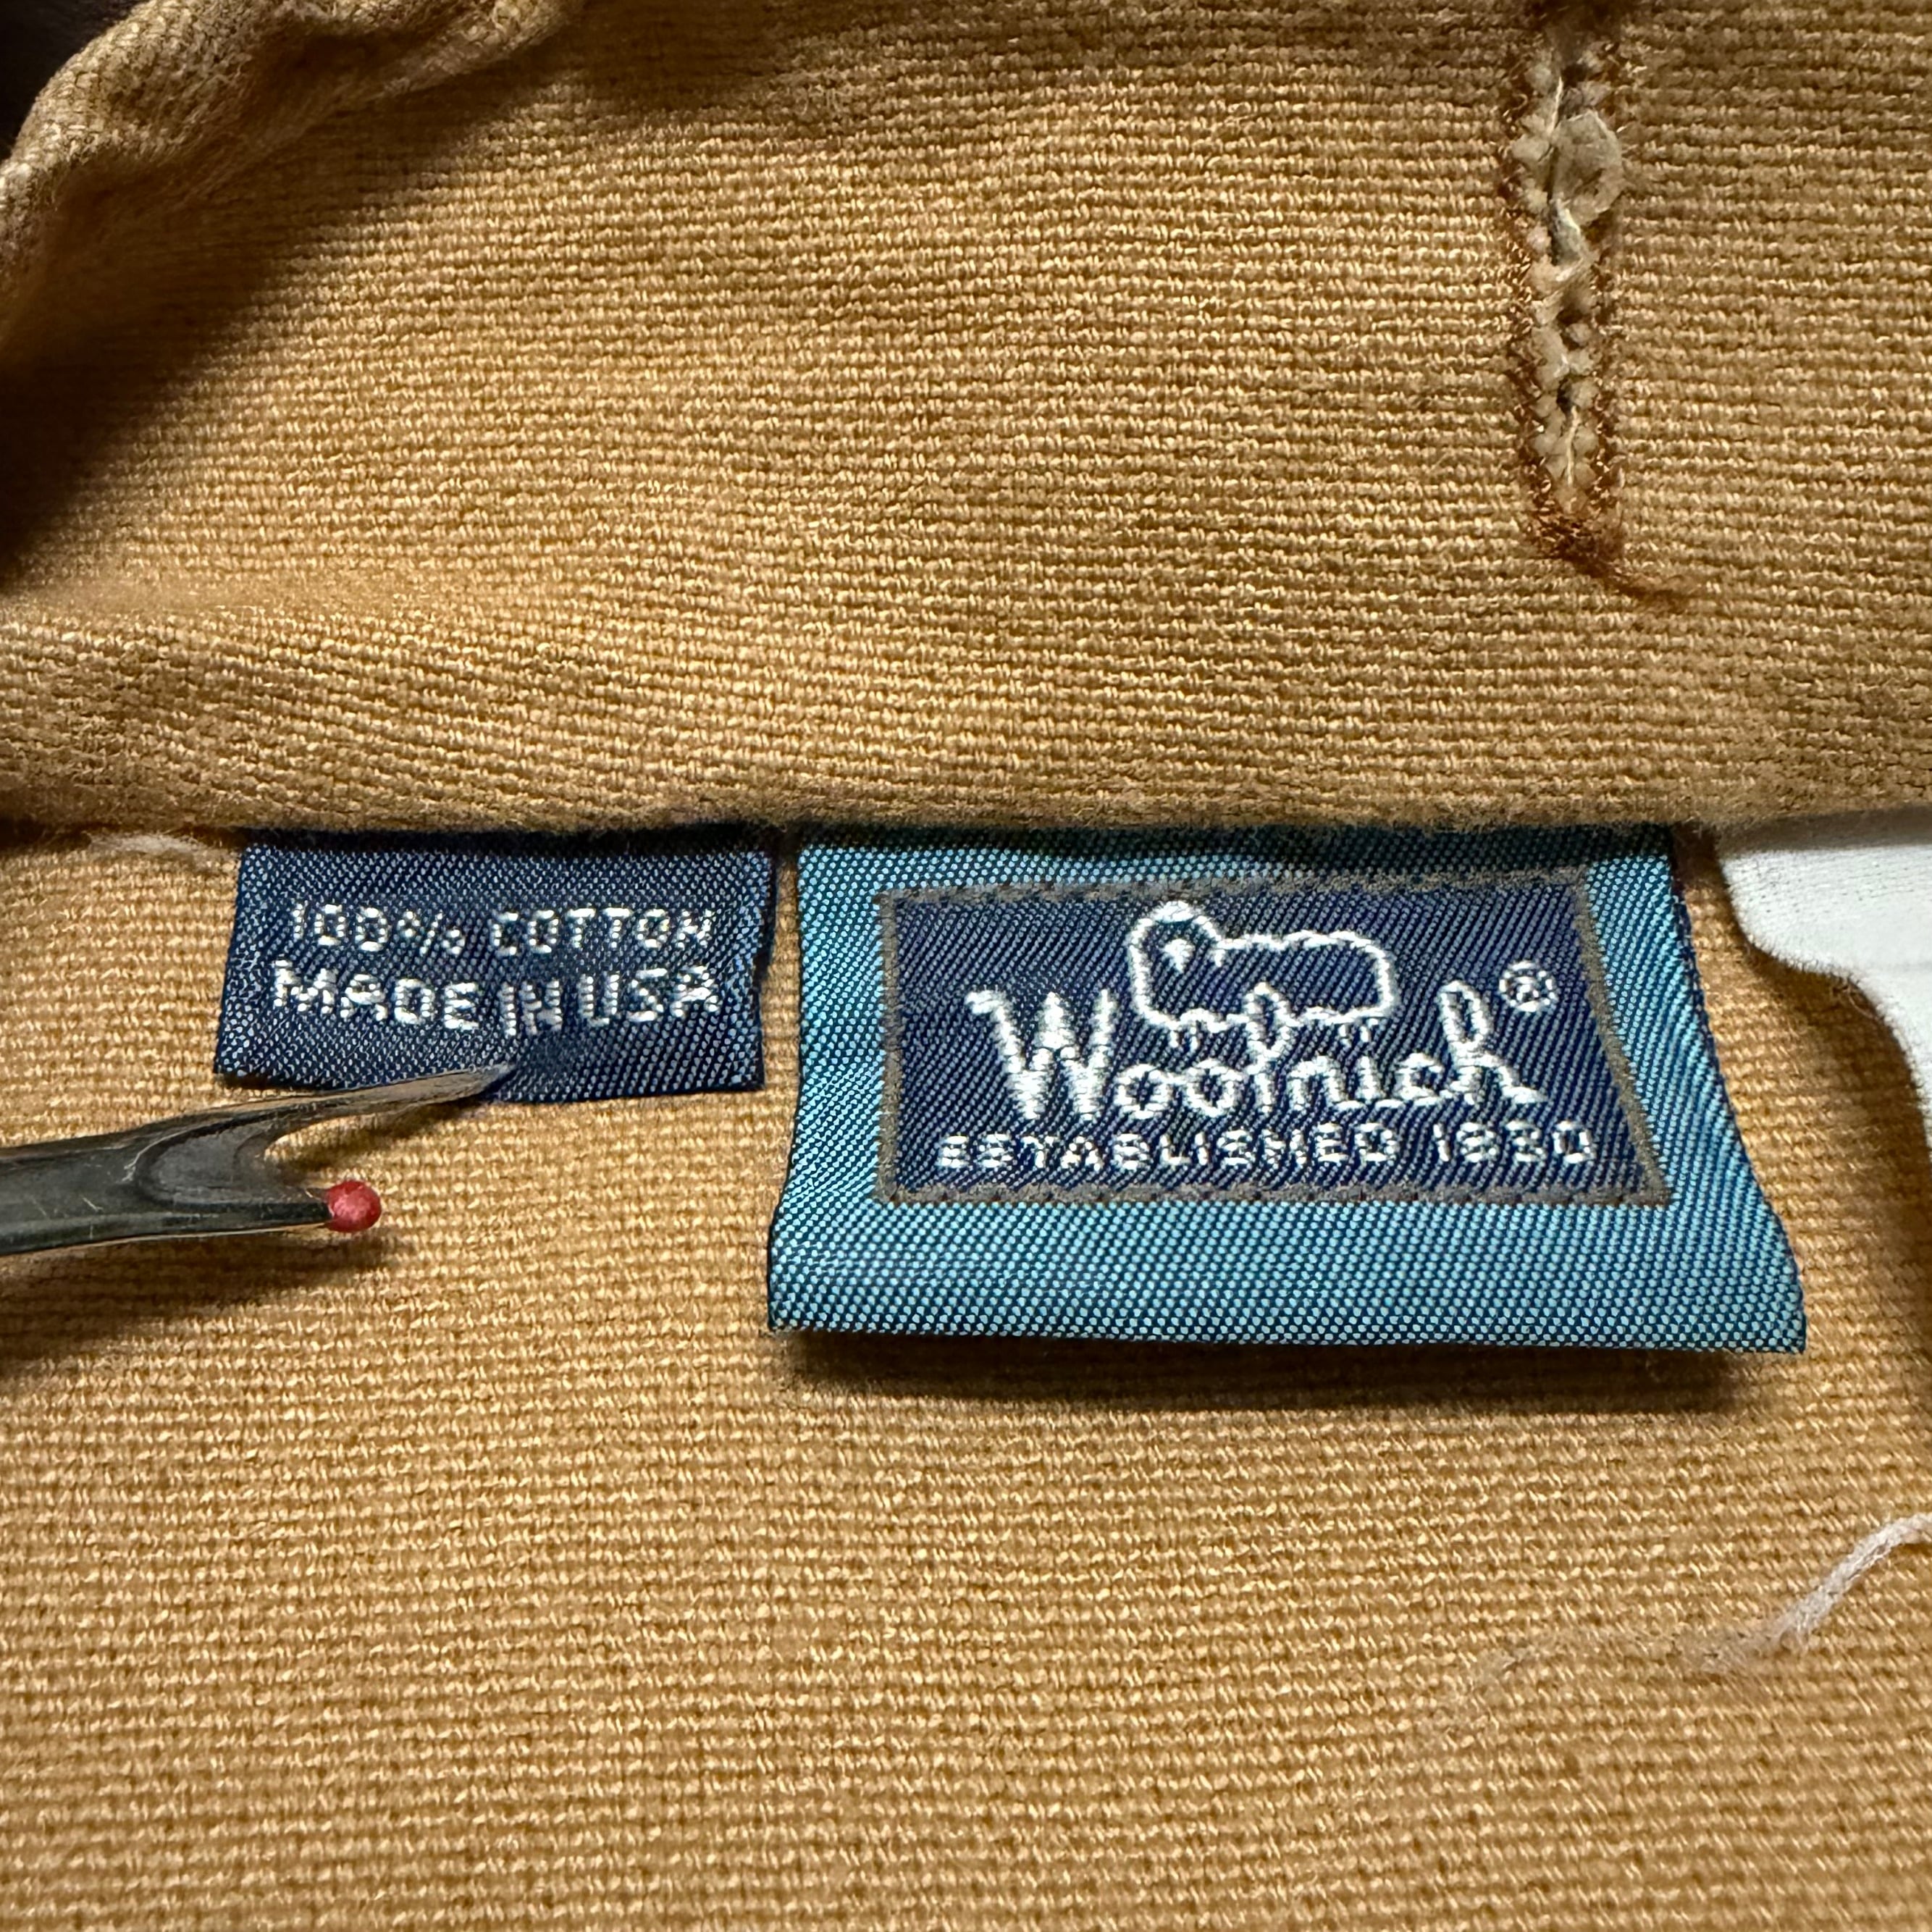 100% COTTON
MADE IN USA
Woolrich®
ESTABLISHED 1830